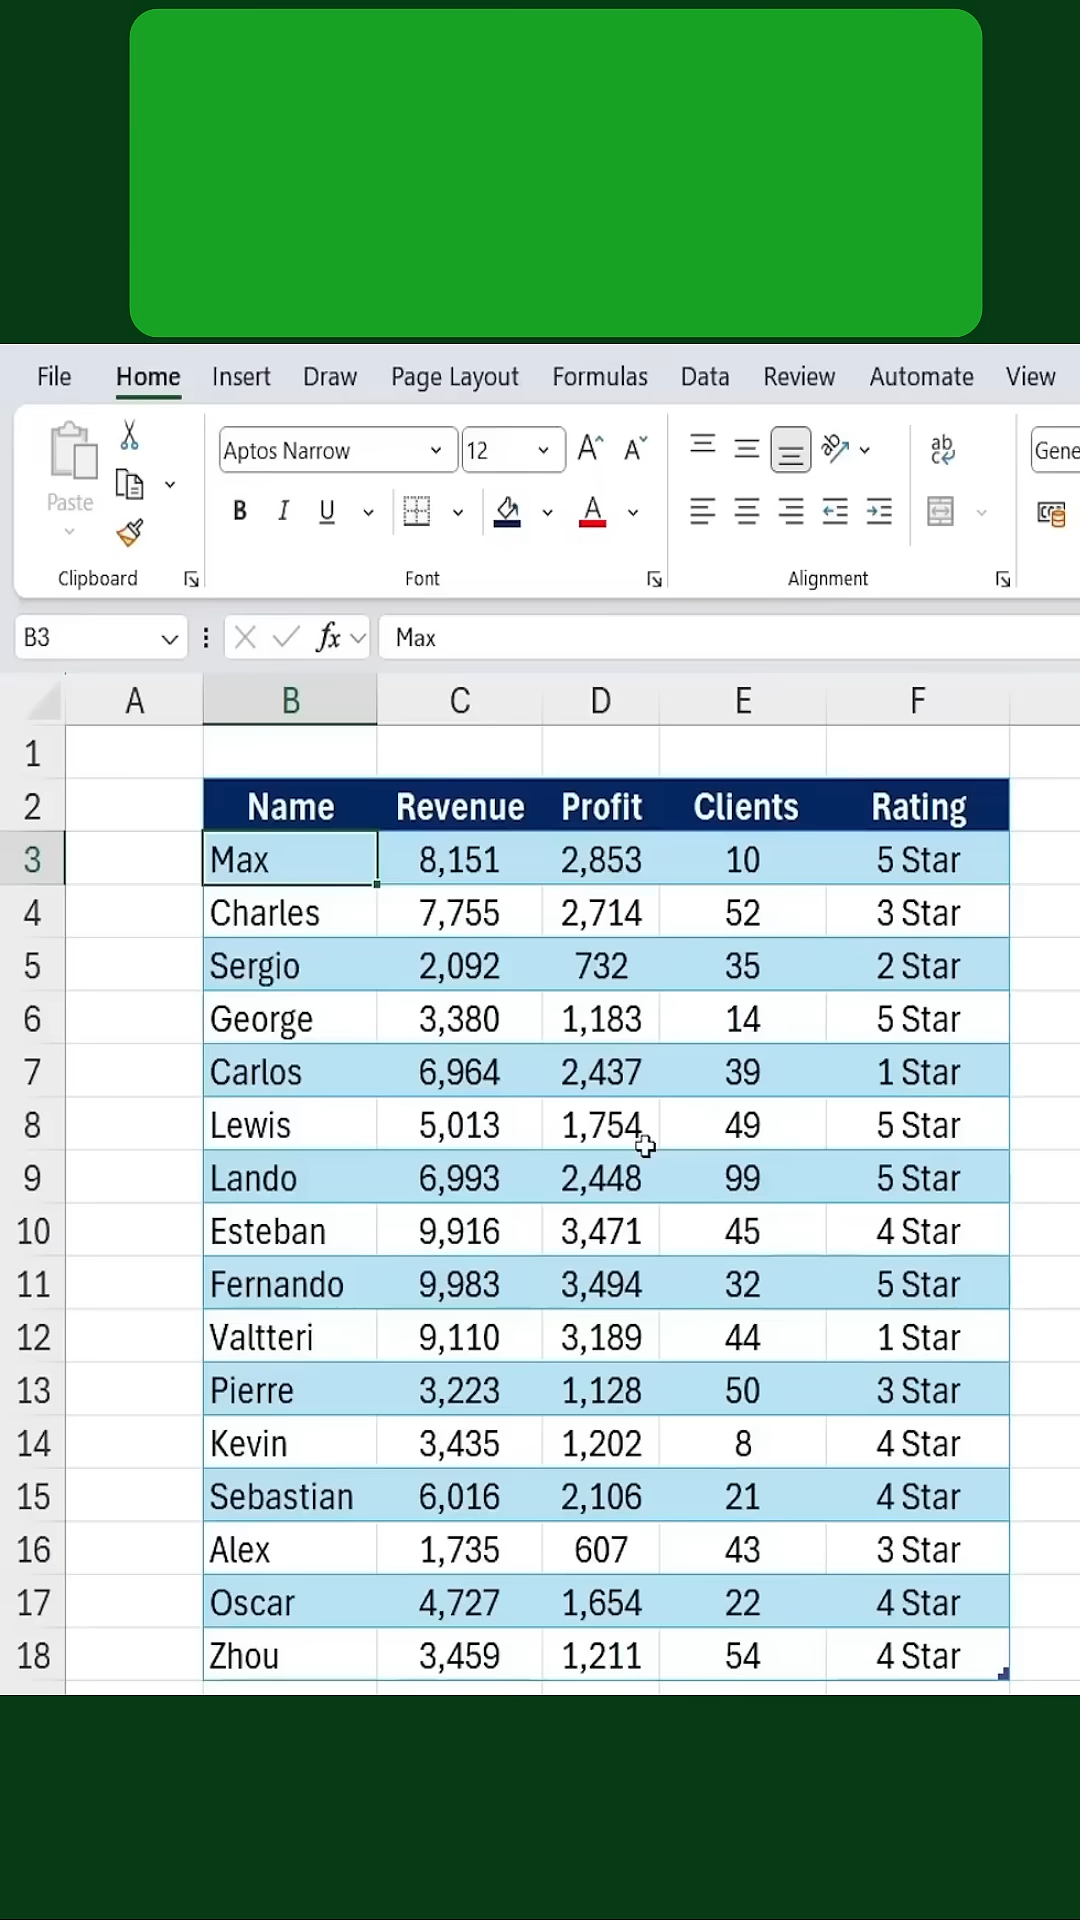 File Home Insert Draw Page Layout Formulas Data Review Automate View
Aptos Narrow 12 ab Gene
Paste B I U A
Clipboard Font Alignment
B3 fx Max
A B C D E F
1
2 Name Revenue Profit Clients Rating
3 Max 8,151 2,853 10 5 Star
4 Charles 7,755 2,714 52 3 Star
5 Sergio 2,092 732 35 2 Star
6 George 3,380 1,183 14 5 Star
7 Carlos 6,964 2,437 39 1 Star
8 Lewis 5,013 1,754 49 5 Star
9 Lando 6,993 2,448 99 5 Star
10 Esteban 9,916 3,471 45 4 Star
11 Fernando 9,983 3,494 32 5 Star
12 Valtteri 9,110 3,189 44 1 Star
13 Pierre 3,223 1,128 50 3 Star
14 Kevin 3,435 1,202 8 4 Star
15 Sebastian 6,016 2,106 21 4 Star
16 Alex 1,735 607 43 3 Star
17 Oscar 4,727 1,654 22 4 Star
18 Zhou 3,459 1,211 54 4 Star